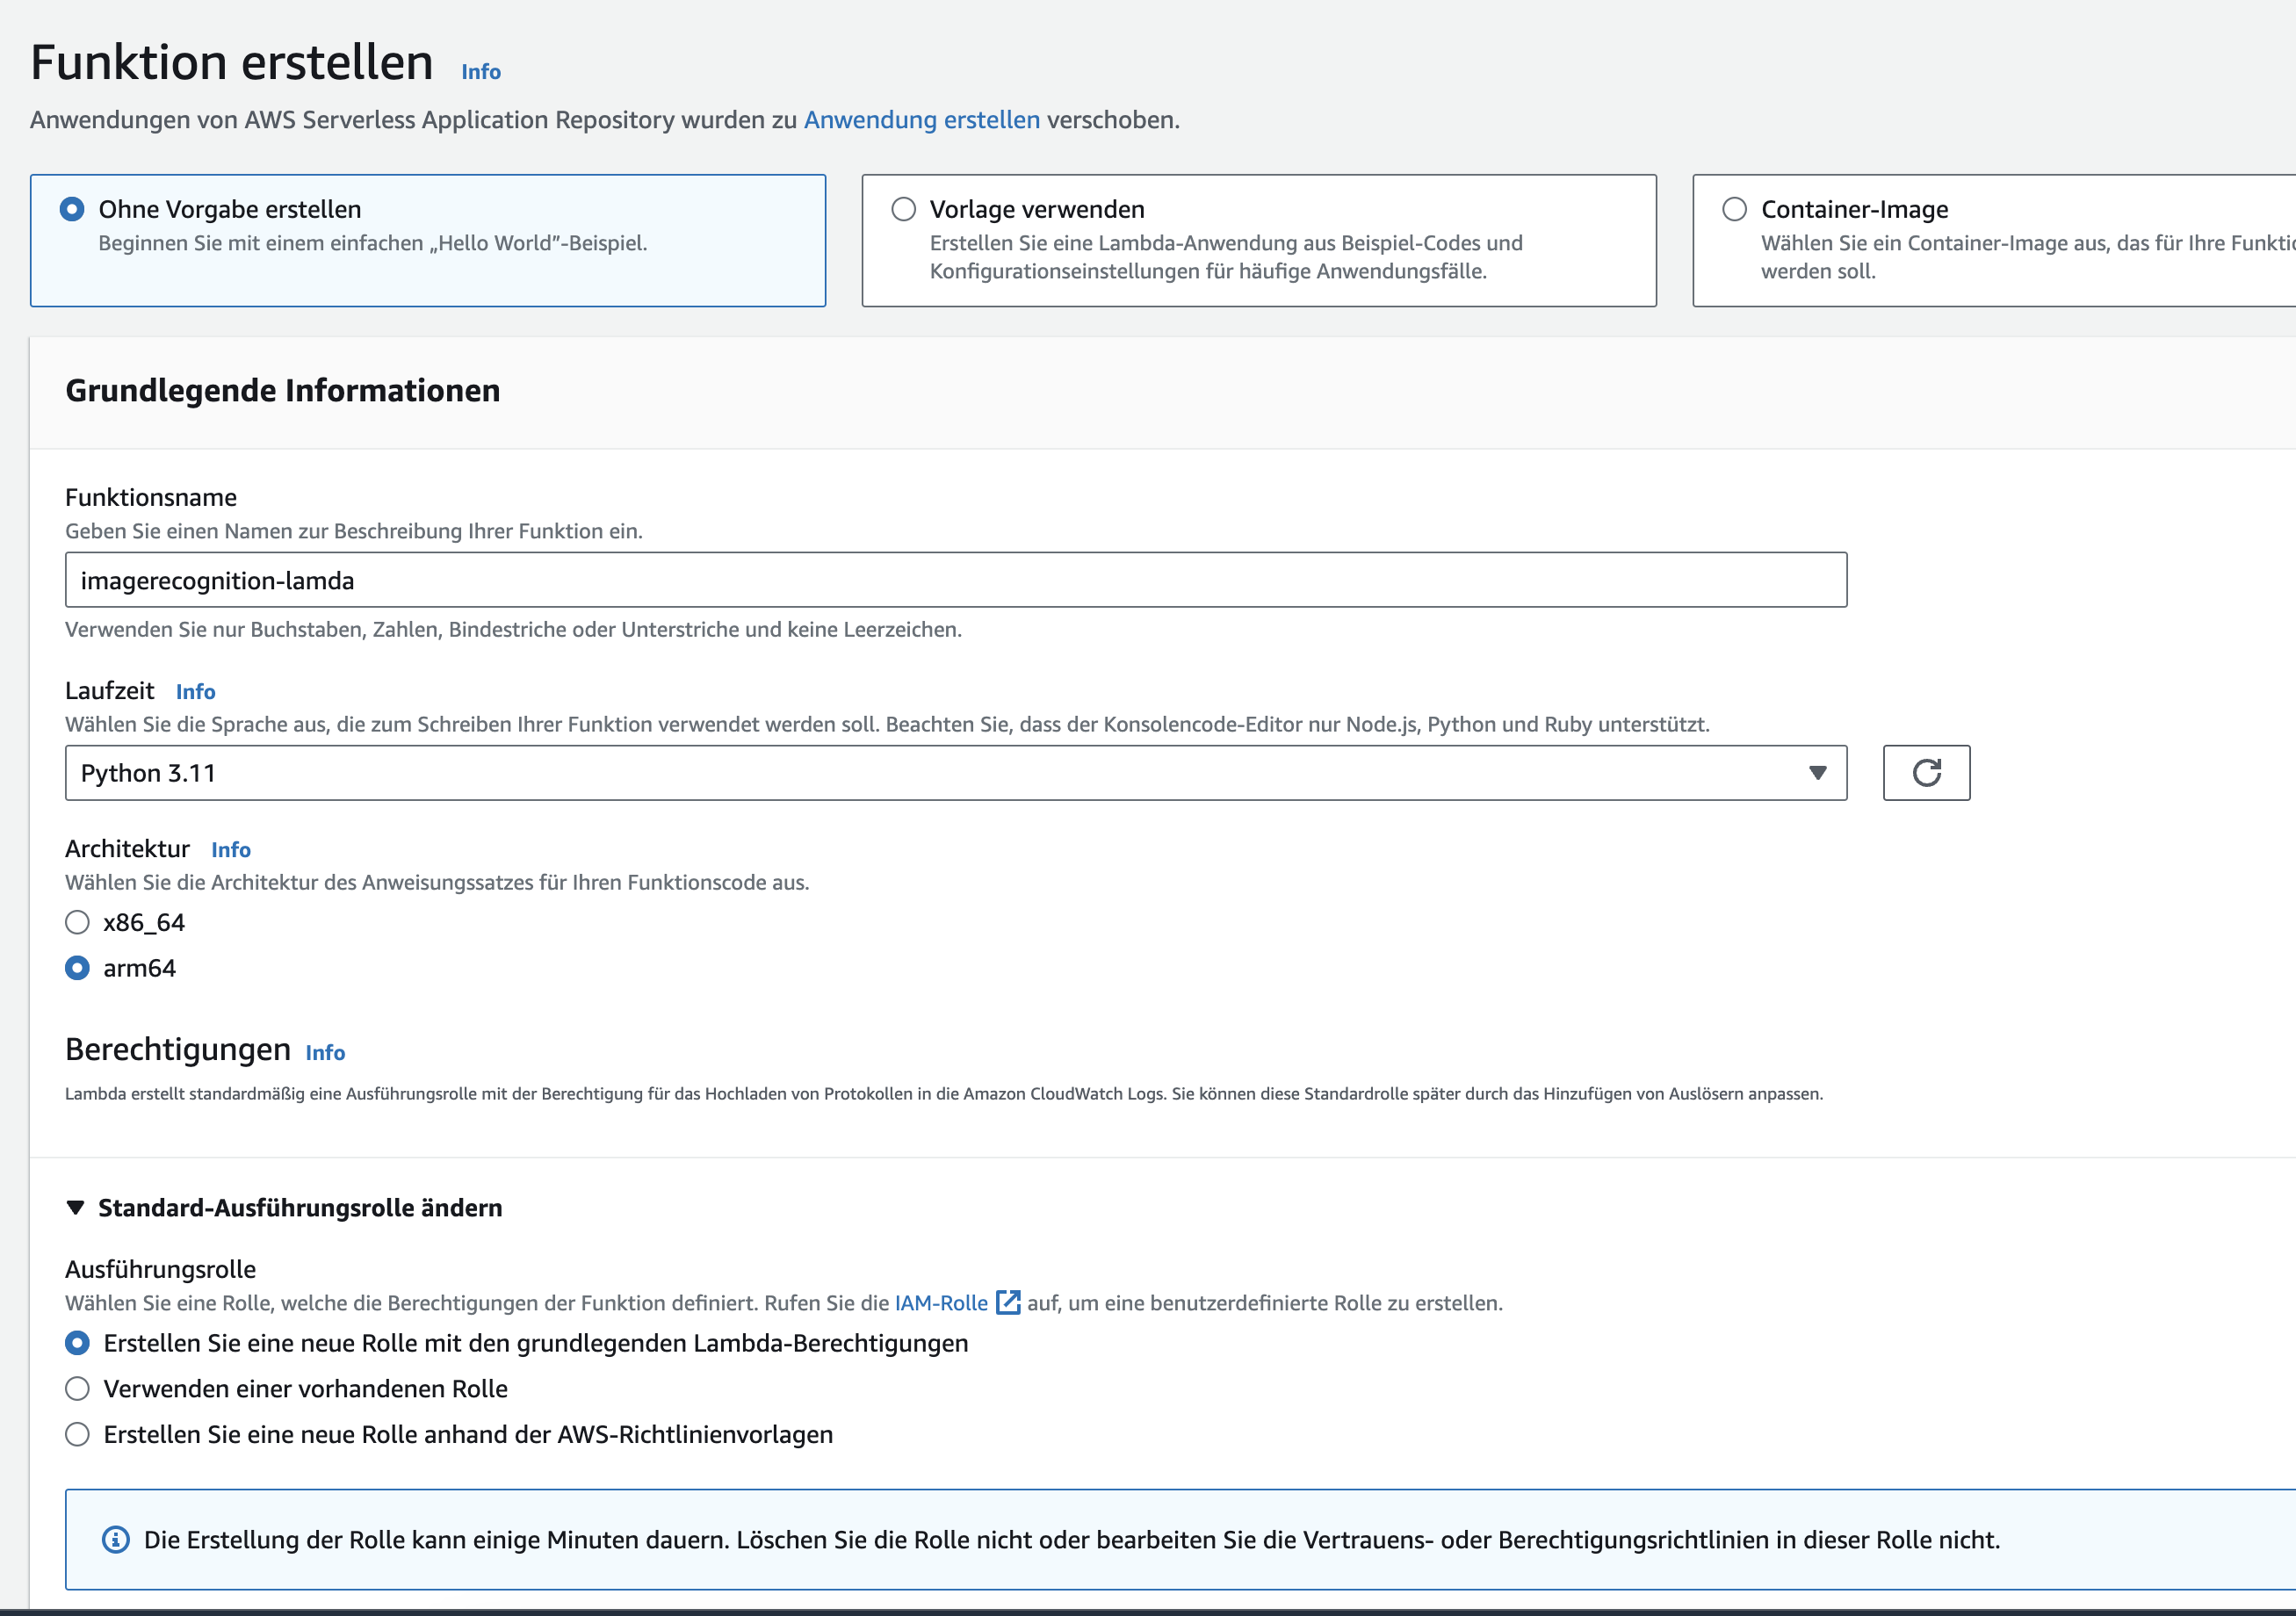 Funktion erstellen Info
Anwendungen von AWS Serverless Application Repository wurden zu Anwendung erstellen verschoben.
Ohne Vorgabe erstellen
Beginnen Sie mit einem einfachen „Hello World”-Beispiel.
Vorlage verwenden
Erstellen Sie eine Lambda-Anwendung aus Beispiel-Codes und
Konfigurationseinstellungen für häufige Anwendungsfälle.
Container-Image
Wählen Sie ein Container-Image aus, das für Ihre
werden soll.
Grundlegende Informationen
Funktionsname
Geben Sie einen Namen zur Beschreibung Ihrer Funktion ein.
imagerecognition-lamda
Verwenden Sie nur Buchstaben, Zahlen, Bindestriche oder Unterstriche und keine Leerzeichen.
Laufzeit Info
Wählen Sie die Sprache aus, die zum Schreiben Ihrer Funktion verwendet werden soll. Beachten Sie, dass der Konsolencode-Editor nur Node.js, Python und Ruby unterstützt.
Python 3.11
Architektur Info
Wählen Sie die Architektur des Anweisungssatzes für Ihren Funktionscode aus.
x86_64
arm64
Berechtigungen Info
Lambda erstellt standardmäßig eine Ausführungsrolle mit der Berechtigung für das Hochladen von Protokollen in die Amazon CloudWatch Logs. Sie können diese Standardrolle später durch das Hinzufügen von Auslösern anpassen.
Standard-Ausführungsrolle ändern
Ausführungsrolle
Wählen Sie eine Rolle, welche die Berechtigungen der Funktion definiert. Rufen Sie die IAM-Rolle auf, um eine benutzerdefinierte Rolle zu erstellen.
Erstellen Sie eine neue Rolle mit den grundlegenden Lambda-Berechtigungen
Verwenden einer vorhandenen Rolle
Erstellen Sie eine neue Rolle anhand der AWS-Richtlinienvorlagen
Die Erstellung der Rolle kann einige Minuten dauern. Löschen Sie die Rolle nicht oder bearbeiten Sie die Vertrauens- oder Berechtigungsrichtlinien in dieser Rolle nicht.